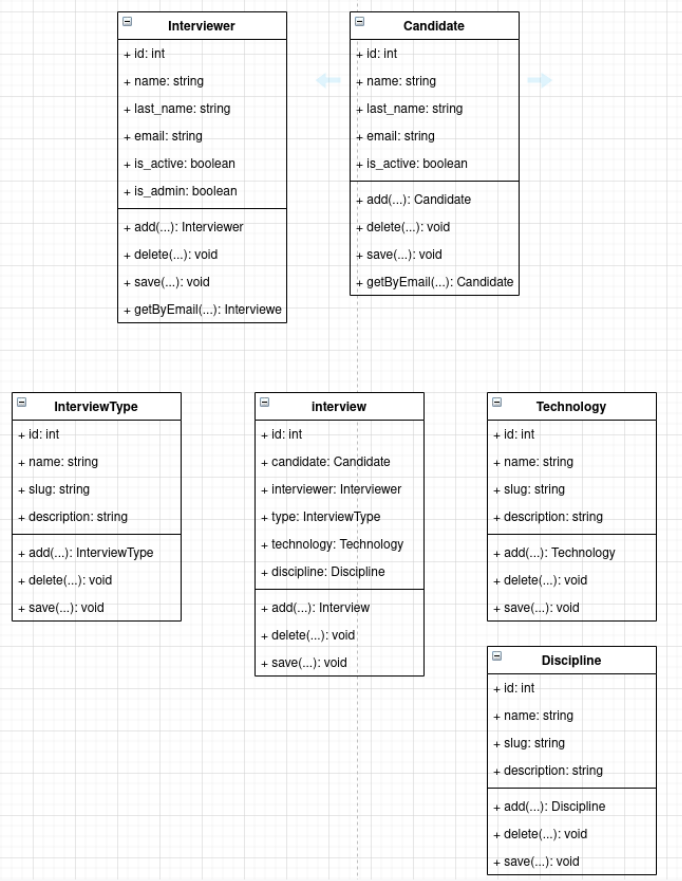 Interviewer
+ id: int
+ name: string
+ last_name: string
+ email: string
+ is_active: boolean
+ is_admin: boolean
+ add(...): Interviewer
+ delete(...): void
+ save(...): void
+ getByEmail(...): Interviewe
Candidate
+ id: int
+ name: string
+ last_name: string
+ email: string
+ is_active: boolean
+ add(...): Candidate
+ delete(...): void
+ save(...): void
+ getByEmail(...): Candidate
InterviewType
+ id: int
+ name: string
+ slug: string
+ description: string
+ add(...): InterviewType
+ delete(...): void
+ save(...): void
interview
+ id: int
+ candidate: Candidate
+ interviewer: Interviewer
+ type: InterviewType
+ technology: Technology
+ discipline: Discipline
+ add(...): Interview
+ delete(...): void
+ save(...): void
Technology
+ id: int
+ name: string
+ slug: string
+ description: string
+ add(...): Technology
+ delete(...): void
+ save(...): void
Discipline
+ id: int
+ name: string
+ slug: string
+ description: string
+ add(...): Discipline
+ delete(...): void
+ save(...): void